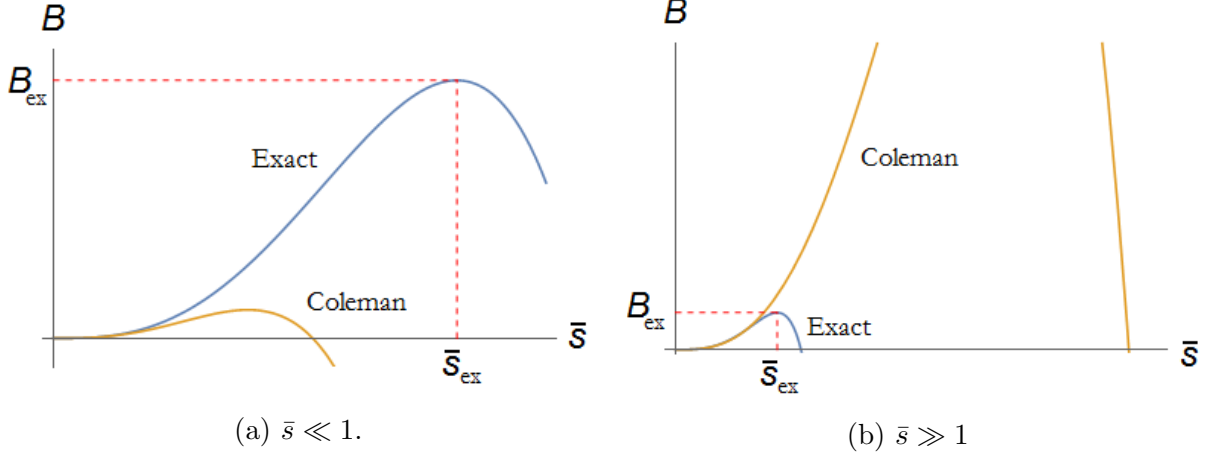 B
B_ex
Exact
Coleman
s̄
s̄_ex
(a) s̄ ≪ 1.
B
Coleman
B_ex
Exact
s̄
s̄_ex
(b) s̄ ≫ 1